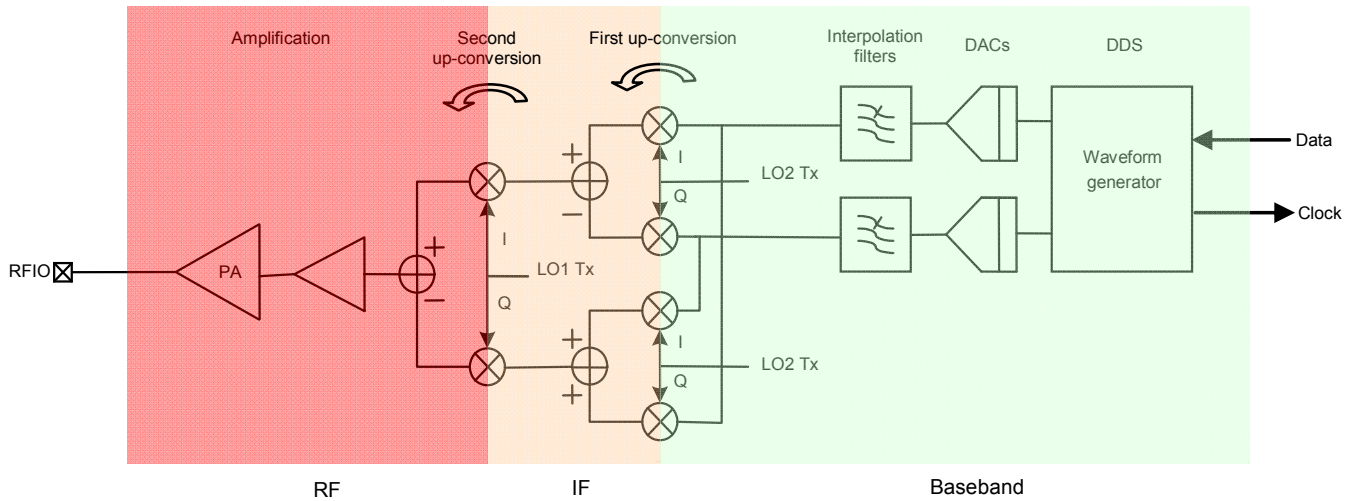 Amplification
Second
up-conversion
First up-conversion
Interpolation
filters
DACs
DDS
I
LO2 Tx
Q
Waveform
generator
Data
Clock
+
−
RFIO
PA
+
−
I
LO1 Tx
Q
+
+
I
LO2 Tx
Q
RF
IF
Baseband